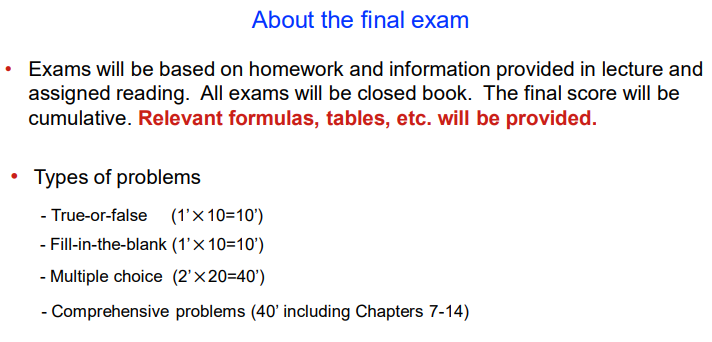 About the final exam
• Exams will be based on homework and information provided in lecture and
assigned reading.  All exams will be closed book.  The final score will be
cumulative. Relevant formulas, tables, etc. will be provided.
• Types of problems
- True-or-false (1’×10=10’)
- Fill-in-the-blank (1’×10=10’)
- Multiple choice (2’×20=40’)
- Comprehensive problems (40’ including Chapters 7-14)